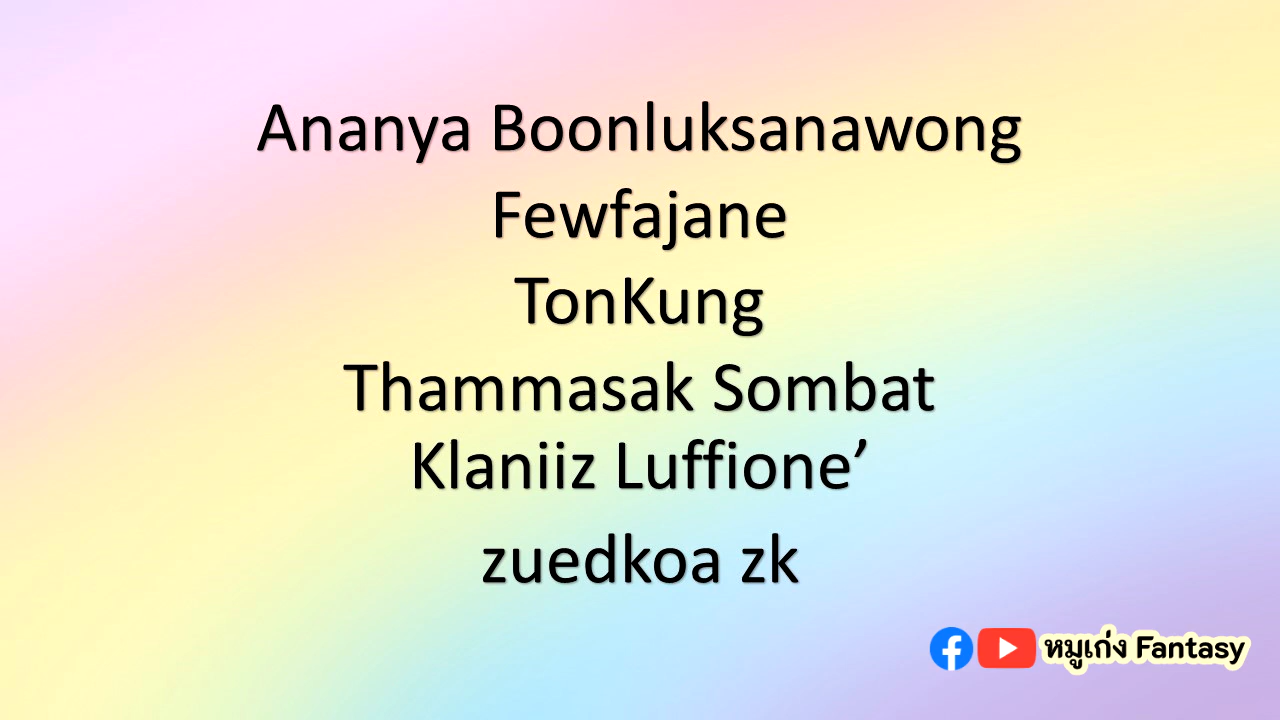 Ananya Boonluksanawong
Fewfajane
TonKung
Thammasak Sombat
Klaniiz Luffione’
zuedkoa zk
หมูเก่ง Fantasy